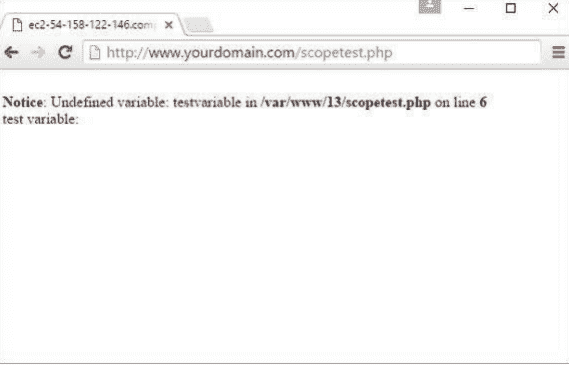 ec2-54-158-122-146.com
http://www.yourdomain.com/scopetest.php
Notice: Undefined variable: testvariable in /var/www/13/scopetest.php on line 6
test variable: